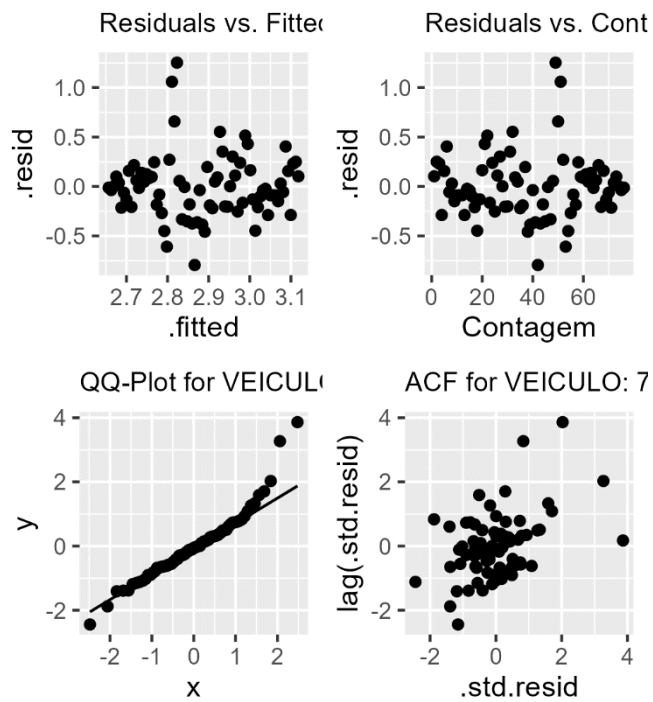 Residuals vs. Fitted
.resid
1.0
0.5
0.0
-0.5
2.7 2.8 2.9 3.0 3.1
.fitted
Residuals vs. Cont
.resid
1.0
0.5
0.0
-0.5
0 20 40 60
Contagem
QQ-Plot for VEICULO
y
4
2
0
-2
-2 -1 0 1 2
x
ACF for VEICULO: 7
lag(.std.resid)
4
2
0
-2
-2 0 2 4
.std.resid